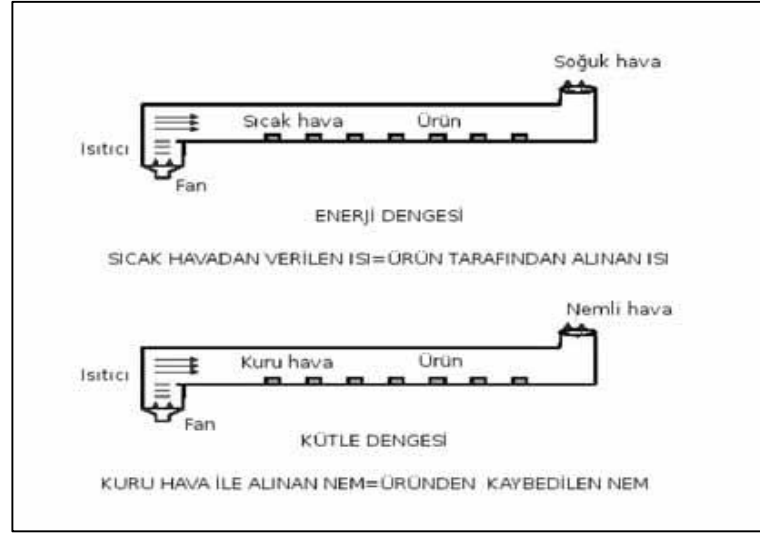 Soğuk hava
Sıcak hava Ürün
Isıtıcı
Fan
ENERJİ DENGESİ
SICAK HAVADAN VERİLEN ISI=ÜRÜN TARAFINDAN ALINAN ISI
Nemli hava
Kuru hava Ürün
Isıtıcı
Fan
KÜTLE DENGESİ
KURU HAVA İLE ALINAN NEM=ÜRÜNDEN KAYBEDİLEN NEM